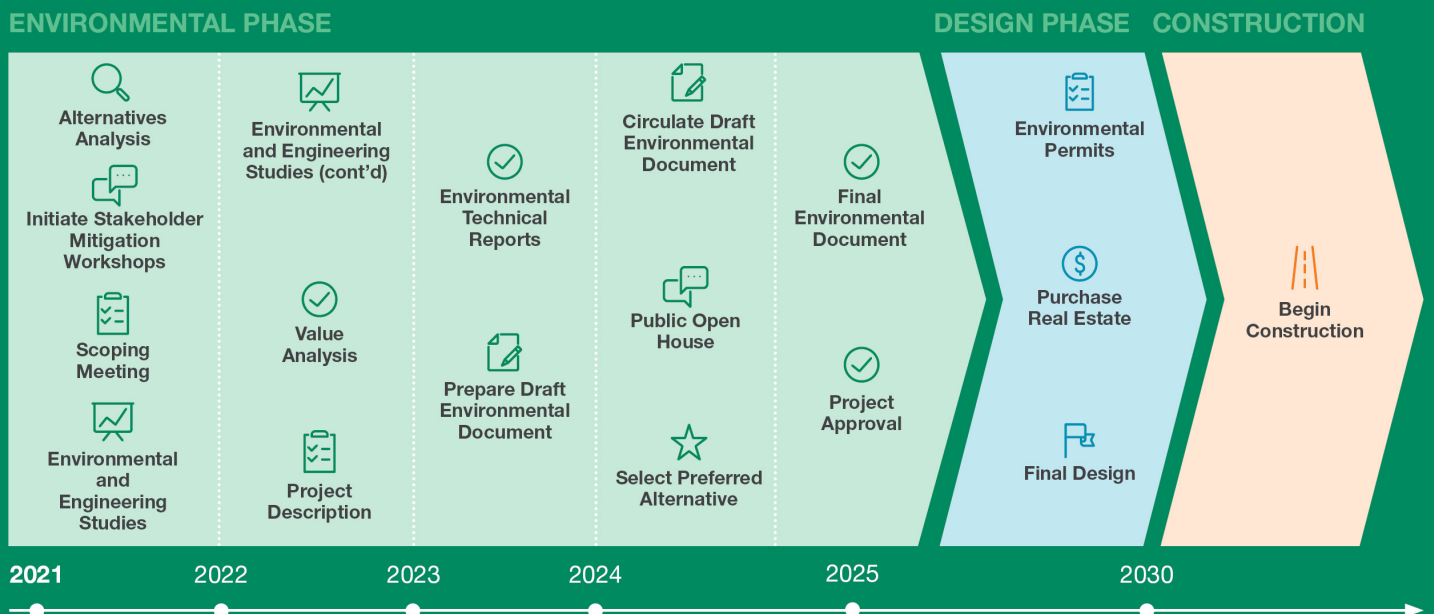 ENVIRONMENTAL PHASE
DESIGN PHASE
CONSTRUCTION
Alternatives
Analysis
Initiate Stakeholder
Mitigation
Workshops
Scoping
Meeting
Environmental
and
Engineering
Studies
Environmental
and Engineering
Studies (cont’d)
Value
Analysis
Project
Description
Environmental
Technical
Reports
Prepare Draft
Environmental
Document
Circulate Draft
Environmental
Document
Public Open
House
Select Preferred
Alternative
Final
Environmental
Document
Project
Approval
Environmental
Permits
$
Purchase
Real Estate
Final Design
Begin
Construction
2021
2022
2023
2024
2025
2030